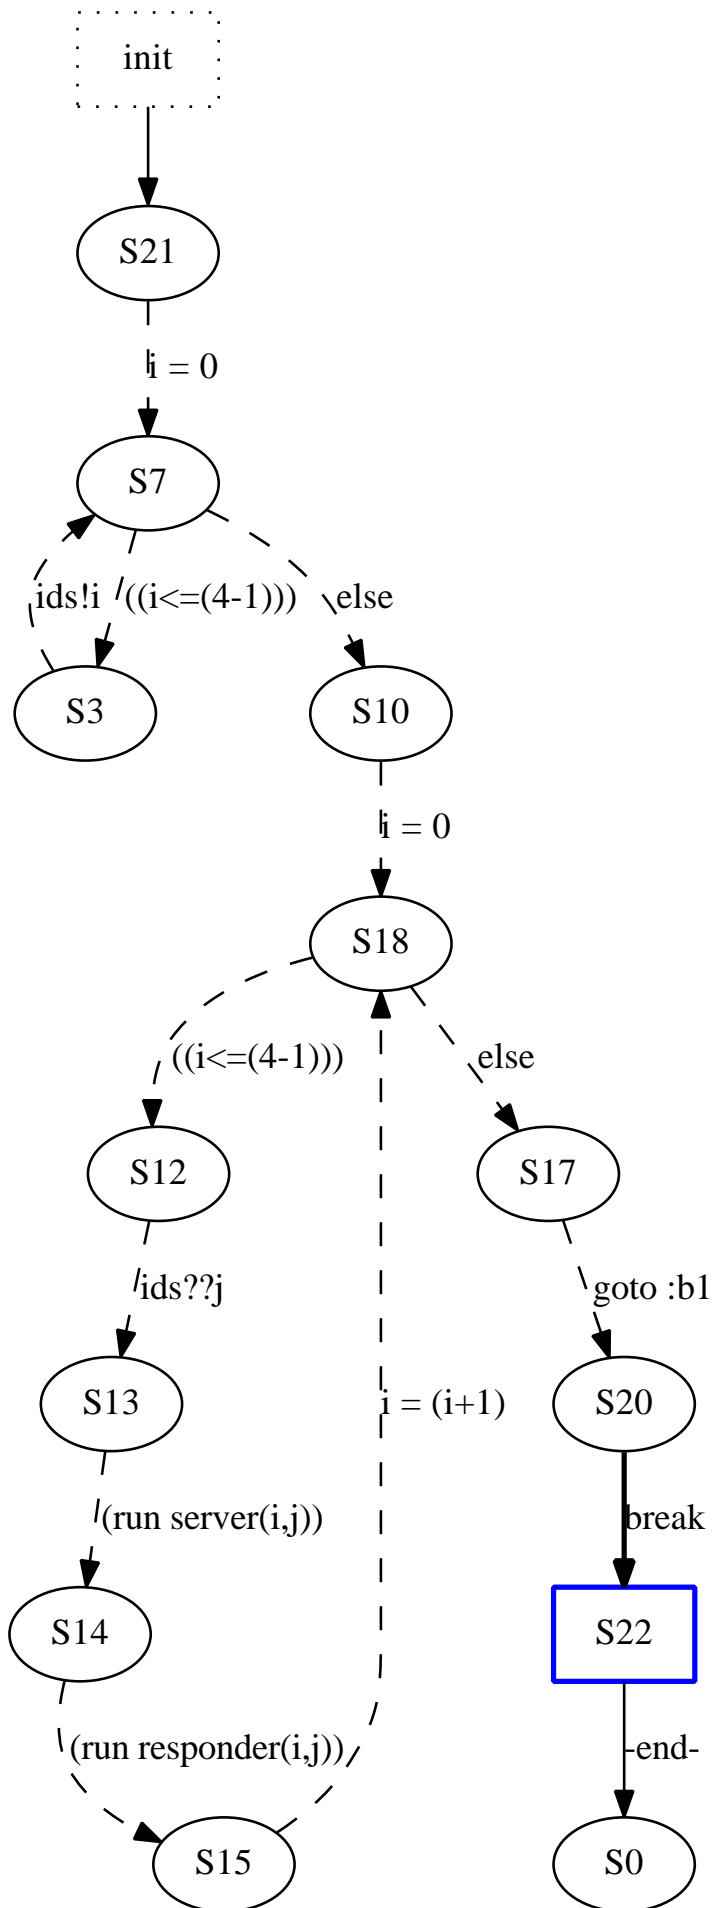 init
S21
i = 0
S7
ids!i
((i<=(4-1)))
else
S3
S10
i = 0
S18
((i<=(4-1)))
else
S12
S17
ids??j
goto :b1
S13
i = (i+1)
S20
(run server(i,j))
break
S14
S22
(run responder(i,j))
-end-
S15
S0